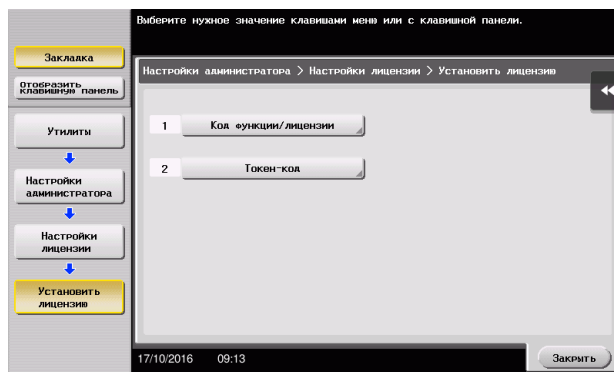 Выберите нужное значение клавишами меню или с клавишной панели.
Закладка
Отобразить
клавишную панель
Настройки администратора > Настройки лицензии > Установить лицензию
Утилиты
1 Код функции/лицензии
2 Токен-код
Настройки
администратора
Настройки
лицензии
Установить
лицензию
17/10/2016 09:13
Закрыть